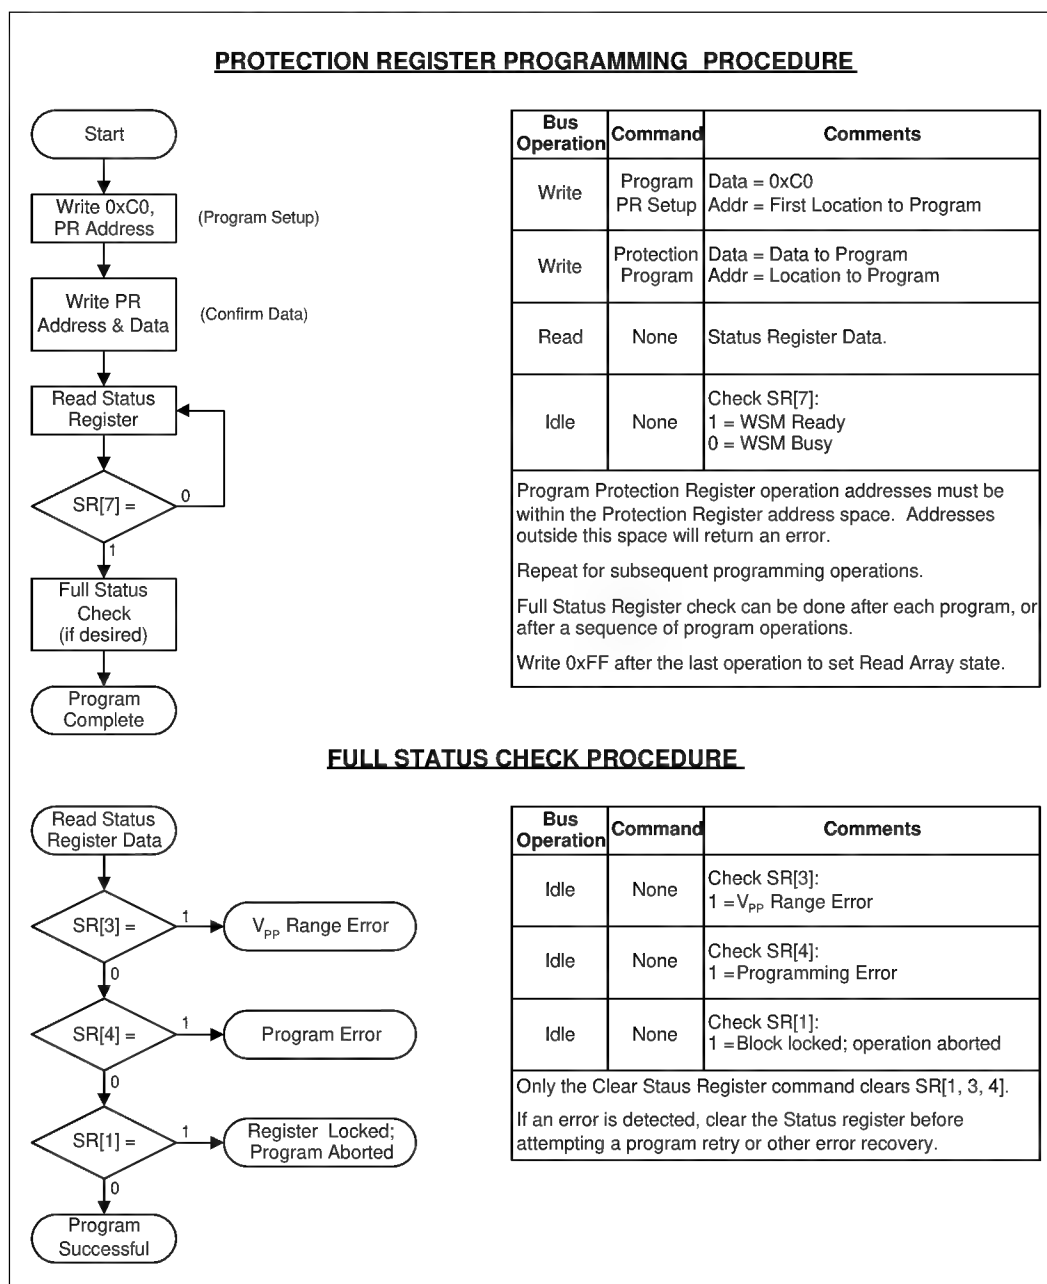 PROTECTION REGISTER PROGRAMMING PROCEDURE
Start
Write 0xC0,
PR Address
(Program Setup)
Write PR
Address & Data
(Confirm Data)
Read Status
Register
SR[7] =
0
1
Full Status
Check
(if desired)
Program
Complete
Bus
Operation
Command
Comments
Write
Program
PR Setup
Data = 0xC0
Addr = First Location to Program
Write
Protection
Program
Data = Data to Program
Addr = Location to Program
Read
None
Status Register Data.
Idle
None
Check SR[7]:
1 = WSM Ready
0 = WSM Busy
Program Protection Register operation addresses must be
within the Protection Register address space. Addresses
outside this space will return an error.
Repeat for subsequent programming operations.
Full Status Register check can be done after each program, or
after a sequence of program operations.
Write 0xFF after the last operation to set Read Array state.
FULL STATUS CHECK PROCEDURE
Read Status
Register Data
SR[3] =
1
VPP Range Error
0
SR[4] =
1
Program Error
0
SR[1] =
1
Register Locked;
Program Aborted
0
Program
Successful
Bus
Operation
Command
Comments
Idle
None
Check SR[3]:
1 =VPP Range Error
Idle
None
Check SR[4]:
1 =Programming Error
Idle
None
Check SR[1]:
1 =Block locked; operation aborted
Only the Clear Staus Register command clears SR[1, 3, 4].
If an error is detected, clear the Status register before
attempting a program retry or other error recovery.